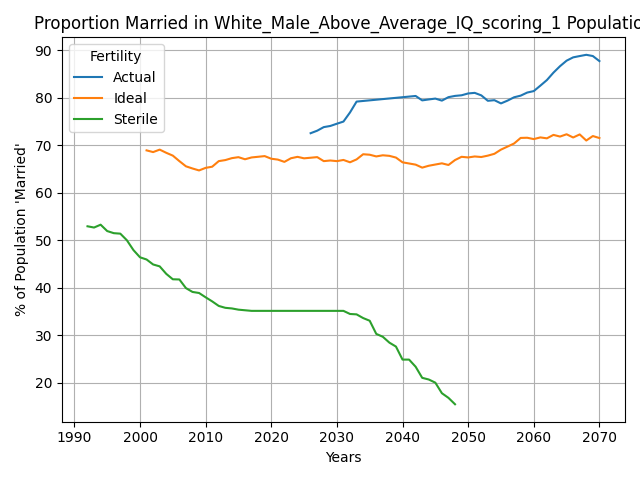 Proportion Married in White_Male_Above_Average_IQ_scoring_1 Populatio
Fertility
Actual
Ideal
Sterile
% of Population 'Married'
90
80
70
60
50
40
30
20
1990 2000 2010 2020 2030 2040 2050 2060 2070
Years